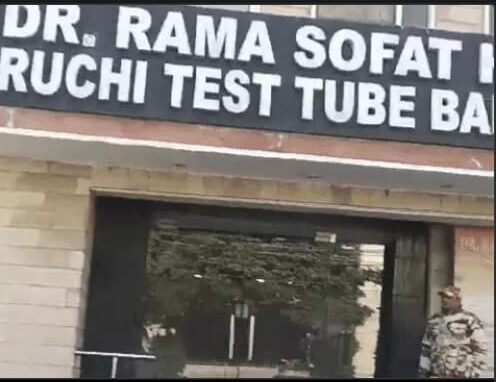 DR. RAMA SOFAT H
RUCHI TEST TUBE BA